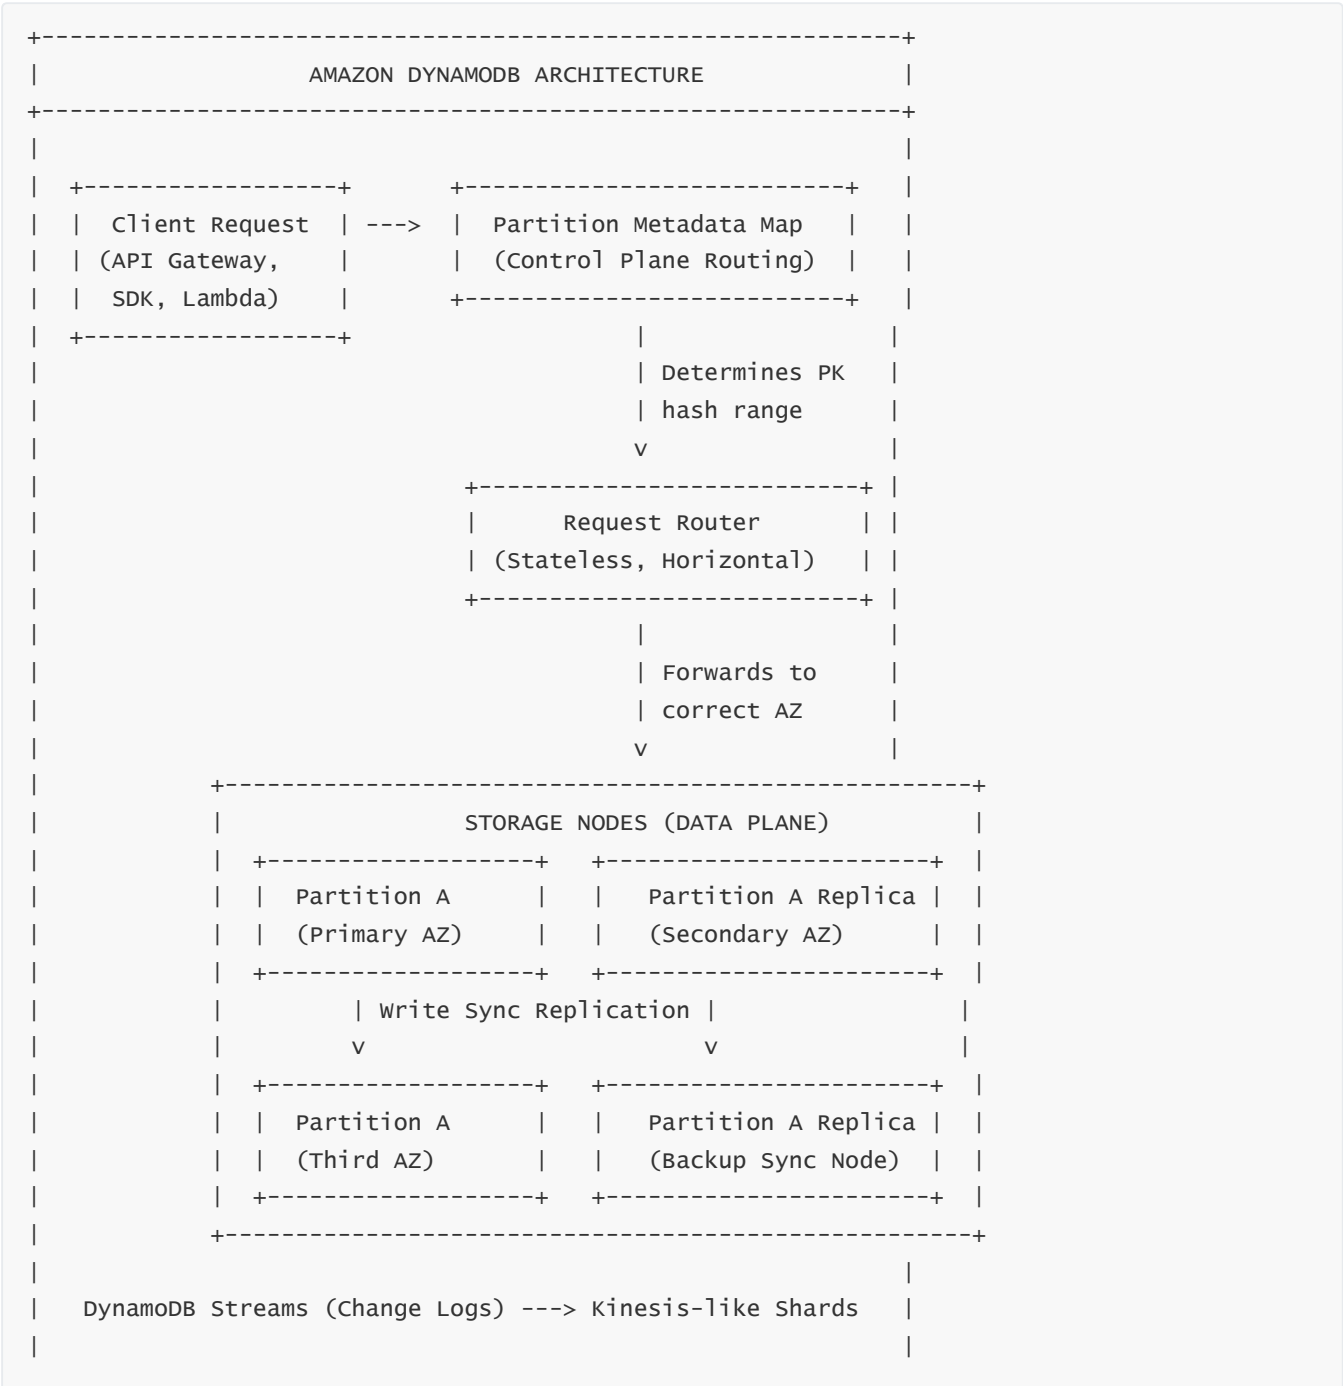 +-------------------------------------------------------------+
|                   AMAZON DYNAMODB ARCHITECTURE              |
+-------------------------------------------------------------+
|                                                             |
|  +------------------+       +---------------------------+   |
|  |  Client Request  | --->  |  Partition Metadata Map   |   |
|  | (API Gateway,    |       |  (Control Plane Routing)  |   |
|  |  SDK, Lambda)    |       +---------------------------+   |
|  +------------------+                    |                 |
|                                          | Determines PK   |
|                                          | hash range      |
|                                          v                 |
|                              +---------------------------+ |
|                              |      Request Router       | |
|                              | (Stateless, Horizontal)   | |
|                              +---------------------------+ |
|                                          |                 |
|                                          | Forwards to     |
|                                          | correct AZ      |
|                                          v                 |
|            +-----------------------------------------------------+
|            |                 STORAGE NODES (DATA PLANE)          |
|            |  +-------------------+   +-----------------------+  |
|            |  |  Partition A      |   |   Partition A Replica |  |
|            |  |  (Primary AZ)     |   |   (Secondary AZ)      |  |
|            |  +-------------------+   +-----------------------+  |
|            |         | Write Sync Replication |                 |
|            |         v                        v                 |
|            |  +-------------------+   +-----------------------+  |
|            |  |  Partition A      |   |   Partition A Replica |  |
|            |  |  (Third AZ)       |   |   (Backup Sync Node)  |  |
|            |  +-------------------+   +-----------------------+  |
|            +-----------------------------------------------------+
|                                                             |
|   DynamoDB Streams (Change Logs) ---> Kinesis-like Shards   |
|                                                             |